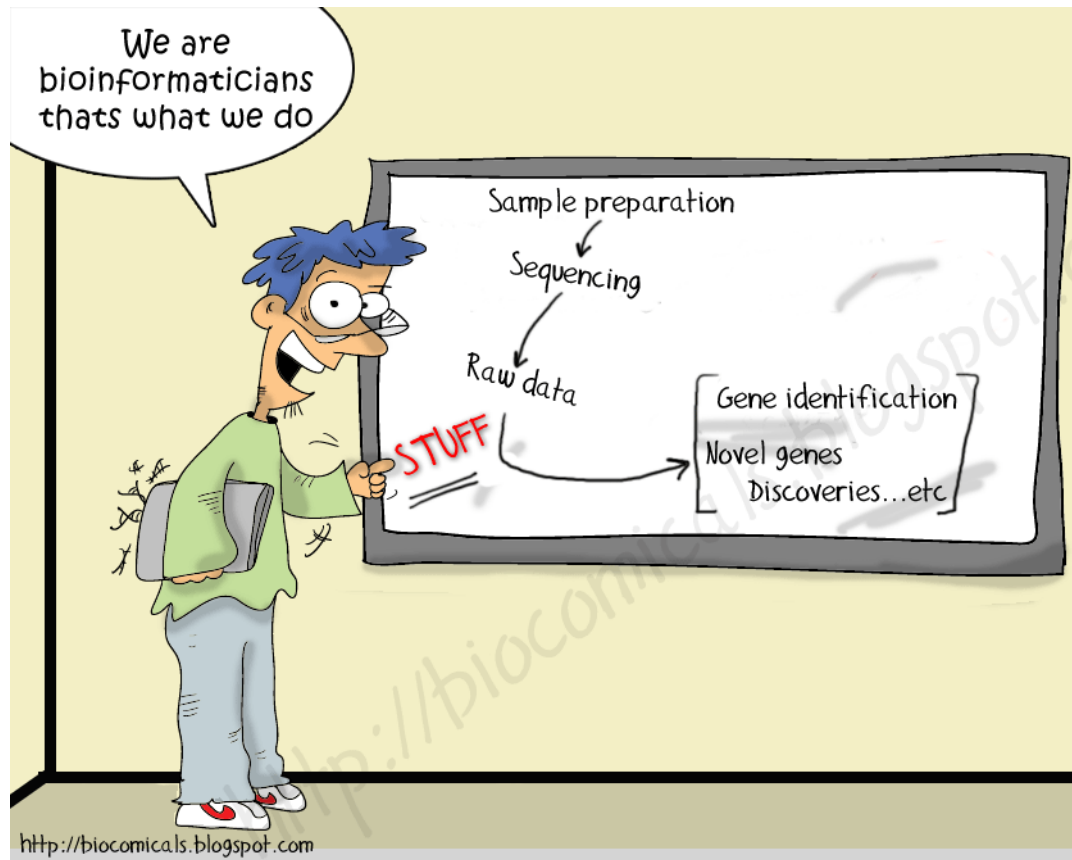 We are
bioinformaticians
thats what we do
Sample preparation
Sequencing
Raw data
STUFF
Gene identification
Novel genes
Discoveries...etc
http://biocomicals.blogspot.com
http://biocomicals.blogspot.co